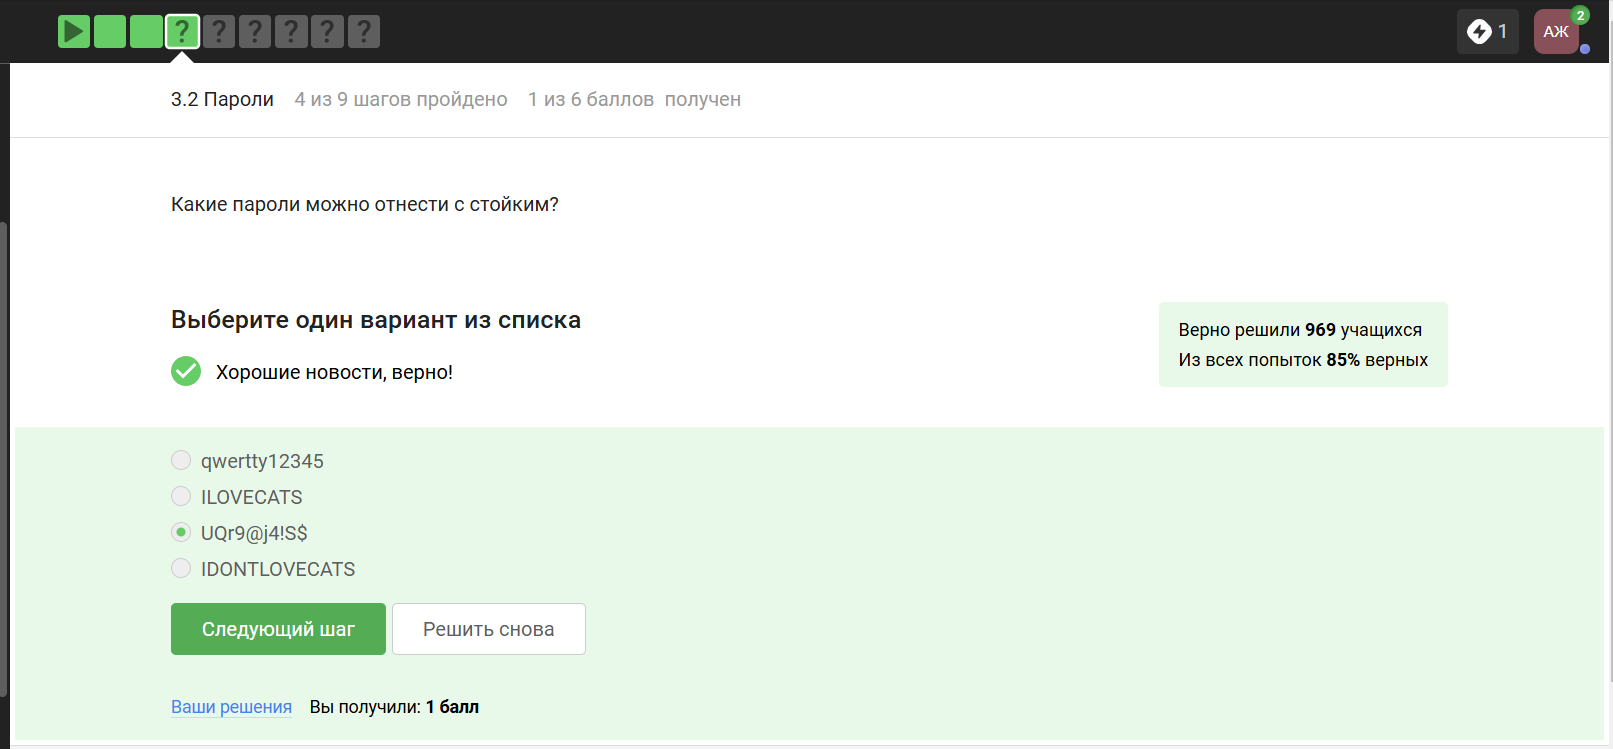 ? ? ? ? ? ?
1
АЖ
2
3.2 Пароли 4 из 9 шагов пройдено 1 из 6 баллов получен
Какие пароли можно отнести с стойким?
Выберите один вариант из списка
Верно решили 969 учащихся
Из всех попыток 85% верных
Хорошие новости, верно!
qwertty12345
ILOVECATS
UQr9@j4!S$
IDONTLOVECATS
Следующий шаг Решить снова
Ваши решения Вы получили: 1 балл